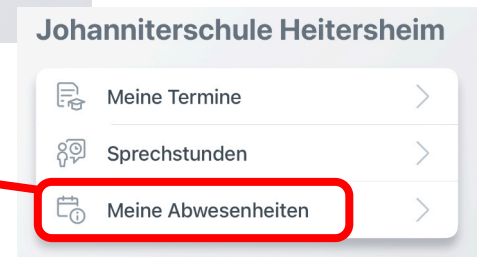 Johanniterschule Heitersheim
Meine Termine
Sprechstunden
Meine Abwesenheiten